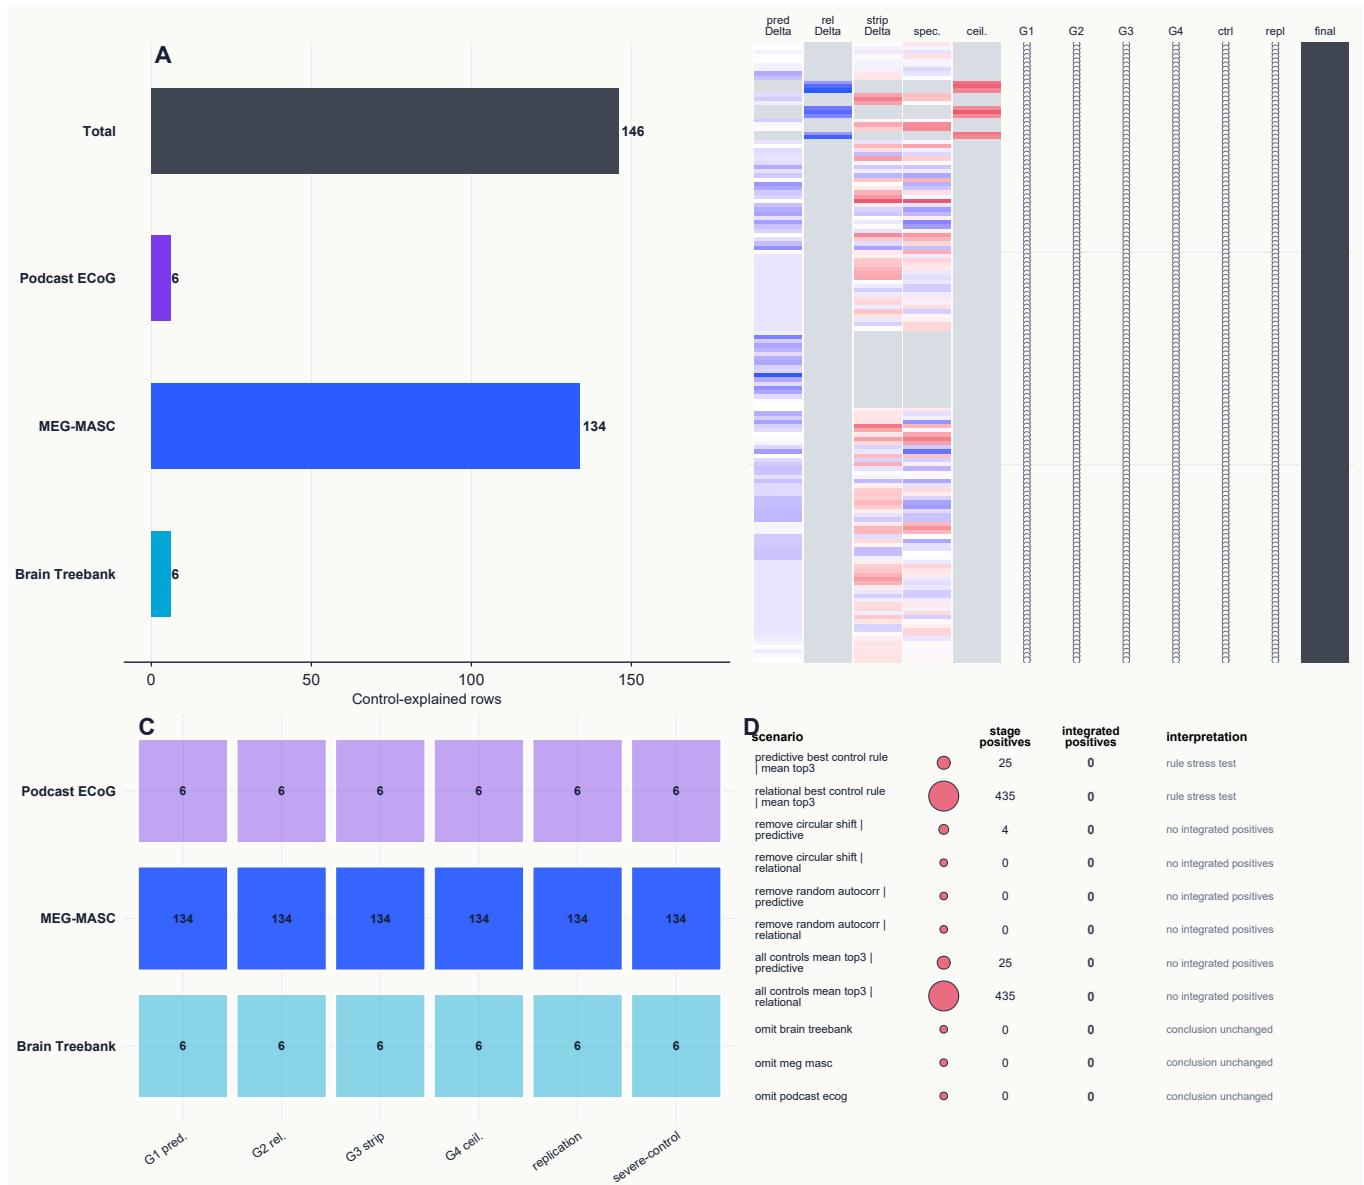 A
Total
146
Podcast ECoG
6
MEG-MASC
134
Brain Treebank
6
0 50 100 150
Control-explained rows
pred Delta
rel Delta
strip Delta
spec.
ceil.
G1
G2
G3
G4
ctrl
repl
final
C
Podcast ECoG
6 6 6 6 6 6
MEG-MASC
134 134 134 134 134 134
Brain Treebank
6 6 6 6 6 6
G1 pred.
G2 rel.
G3 strip
G4 ceil.
replication
severe-control
D
scenario
stage positives
integrated positives
interpretation
predictive best control rule
| mean top3
25 0 rule stress test
relational best control rule
| mean top3
435 0 rule stress test
remove circular shift |
predictive
4 0 no integrated positives
remove circular shift |
relational
0 0 no integrated positives
remove random autocorr |
predictive
0 0 no integrated positives
remove random autocorr |
relational
0 0 no integrated positives
all controls mean top3 |
predictive
25 0 no integrated positives
all controls mean top3 |
relational
435 0 no integrated positives
omit brain treebank 0 0 conclusion unchanged
omit meg masc 0 0 conclusion unchanged
omit podcast ecog 0 0 conclusion unchanged